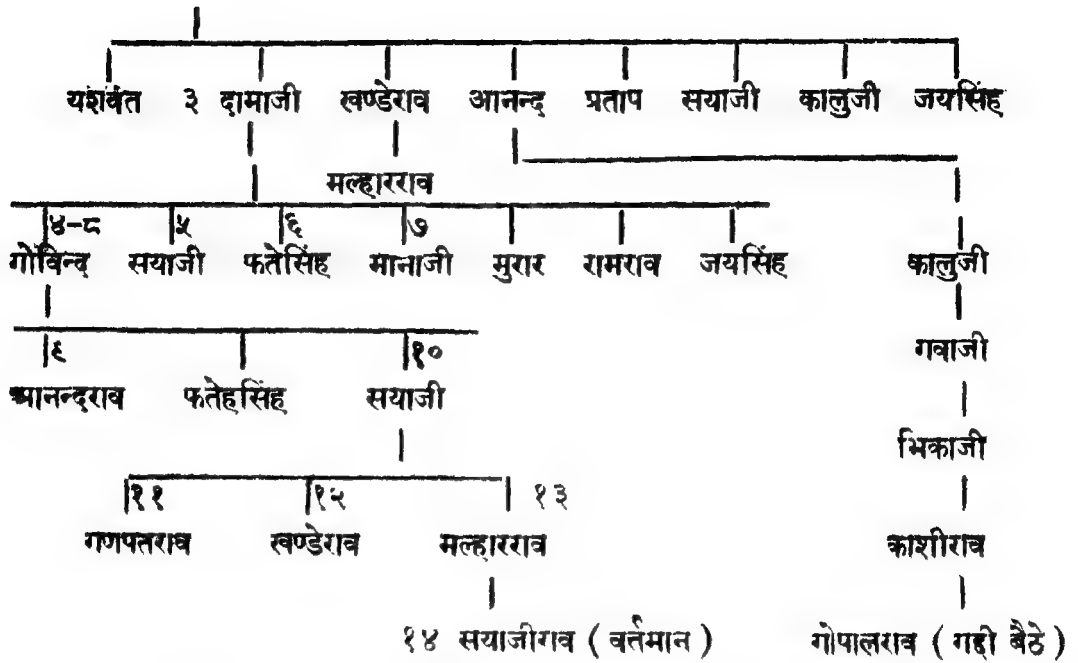 यशवंत ३ दामाजी खण्डेराव आनन्द प्रताप सयाजी कालुजी जयसिंह
मल्हारराव
४-८ ५ ६ ७
गोविन्द सयाजी फतेसिंह मानाजी मुरार रामराव जयसिंह कालुजी
९ १० गवाजी
आनन्दराव फतेहसिंह सयाजी
भिकाजी
११ १२ १३
गणपतराव खण्डेराव मल्हारराव काशीराव
१४ सयाजीराव ( वर्तमान ) गोपालराव ( गद्दी बैठे )